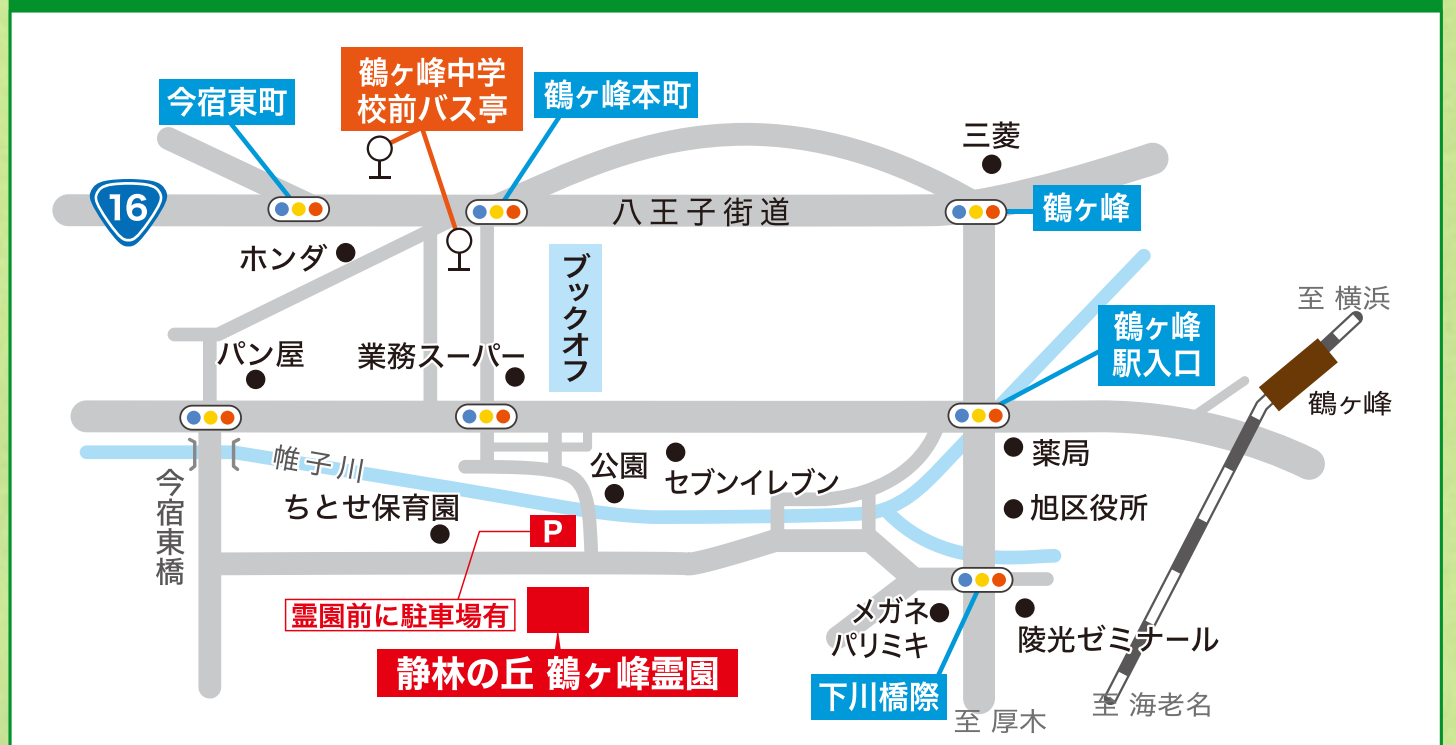 今宿東町
鶴ヶ峰中学
校前バス亭
鶴ヶ峰本町
三菱
16
八王子街道
鶴ヶ峰
ホンダ
ブックオフ
至 横浜
鶴ヶ峰
駅入口
パン屋
業務スーパー
鶴ヶ峰
帷子川
公園
セブンイレブン
薬局
今宿東橋
ちとせ保育園
旭区役所
P
霊園前に駐車場有
メガネ
パリミキ
陵光ゼミナール
静林の丘 鶴ヶ峰霊園
下川橋際
至 厚木
至 海老名